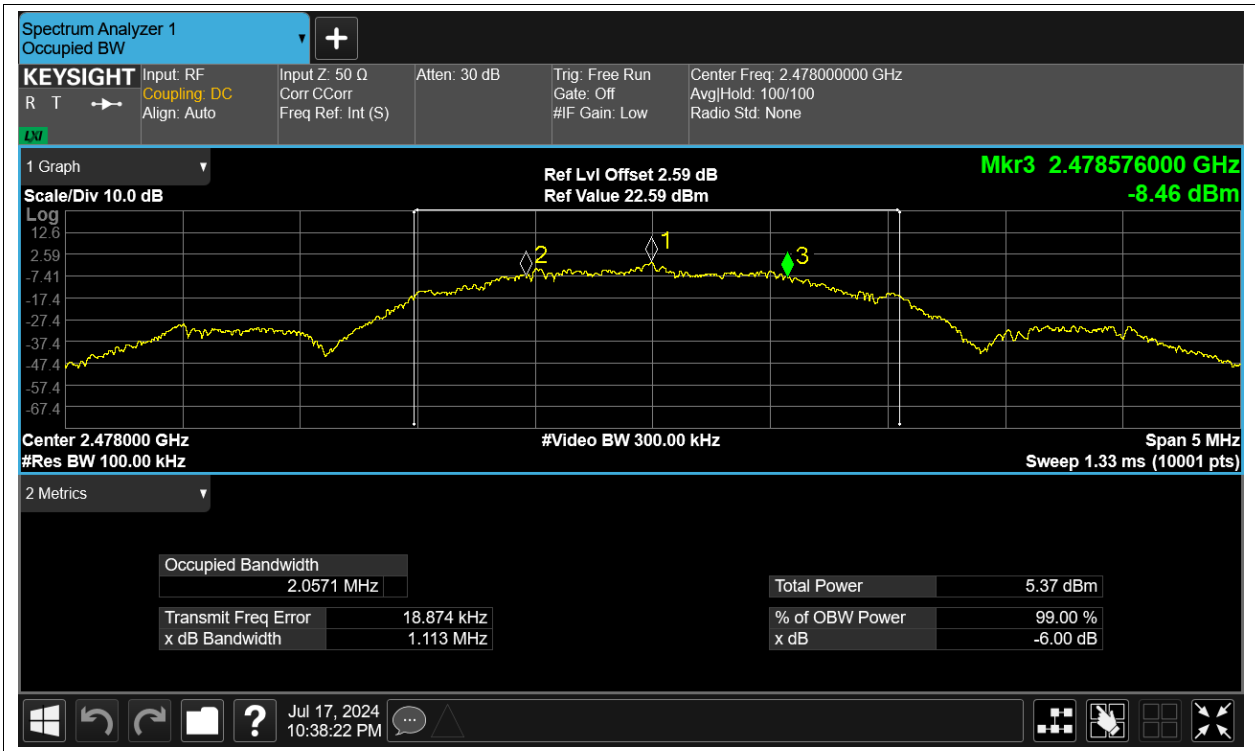 Spectrum Analyzer 1
Occupied BW
KEYSIGHT
R T
LXI
Input: RF
Coupling: DC
Align: Auto
Input Z: 50 Ω
Corr CCorr
Freq Ref: Int (S)
Atten: 30 dB
Trig: Free Run
Gate: Off
#IF Gain: Low
Center Freq: 2.478000000 GHz
Avg|Hold: 100/100
Radio Std: None
1 Graph
Scale/Div 10.0 dB
Ref Lvl Offset 2.59 dB
Ref Value 22.59 dBm
Mkr3 2.478576000 GHz
-8.46 dBm
Log
12.6
2.59
-7.41
-17.4
-27.4
-37.4
-47.4
-57.4
-67.4
2
1
3
Center 2.478000 GHz
#Res BW 100.00 kHz
#Video BW 300.00 kHz
Span 5 MHz
Sweep 1.33 ms (10001 pts)
2 Metrics
Occupied Bandwidth
2.0571 MHz
Transmit Freq Error 18.874 kHz
x dB Bandwidth 1.113 MHz
Total Power 5.37 dBm
% of OBW Power 99.00 %
x dB -6.00 dB
?
Jul 17, 2024
10:38:22 PM